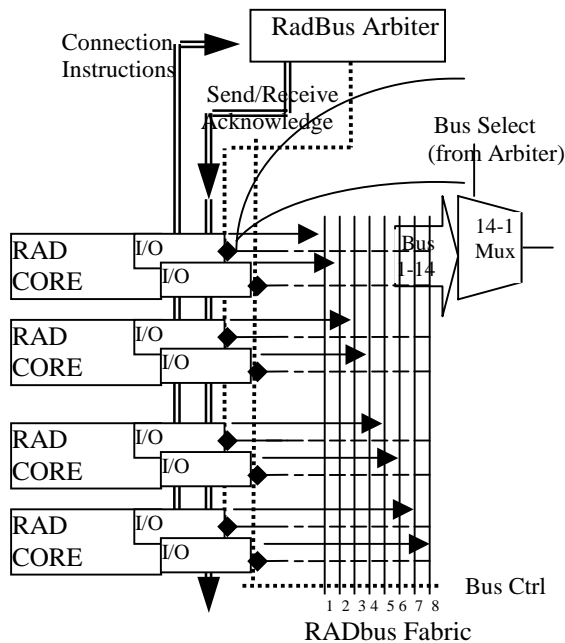 RadBus Arbiter
Connection
Instructions
Send/Receive
Acknowledge
Bus Select
(from Arbiter)
14-1
Mux
Bus
1-14
RAD
CORE
I/O
I/O
RAD
CORE
I/O
I/O
RAD
CORE
I/O
I/O
RAD
CORE
I/O
I/O
Bus Ctrl
1 2 3 4 5 6 7 8
RADbus Fabric